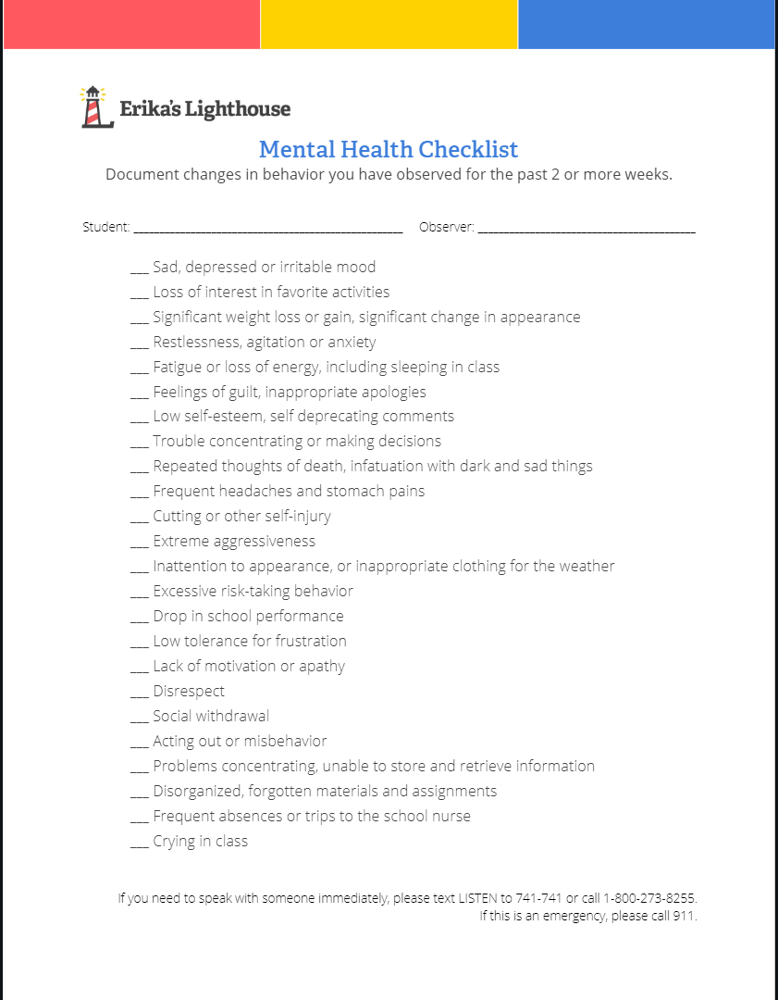 Erika's Lighthouse
Mental Health Checklist
Document changes in behavior you have observed for the past 2 or more weeks.
Student: ______________________________________ Observer: ______________________________
___ Sad, depressed or irritable mood
___ Loss of interest in favorite activities
___ Significant weight loss or gain, significant change in appearance
___ Restlessness, agitation or anxiety
___ Fatigue or loss of energy, including sleeping in class
___ Feelings of guilt, inappropriate apologies
___ Low self-esteem, self deprecating comments
___ Trouble concentrating or making decisions
___ Repeated thoughts of death, infatuation with dark and sad things
___ Frequent headaches and stomach pains
___ Cutting or other self-injury
___ Extreme aggressiveness
___ Inattention to appearance, or inappropriate clothing for the weather
___ Excessive risk-taking behavior
___ Drop in school performance
___ Low tolerance for frustration
___ Lack of motivation or apathy
___ Disrespect
___ Social withdrawal
___ Acting out or misbehavior
___ Problems concentrating, unable to store and retrieve information
___ Disorganized, forgotten materials and assignments
___ Frequent absences or trips to the school nurse
___ Crying in class
If you need to speak with someone immediately, please text LISTEN to 741-741 or call 1-800-273-8255.
If this is an emergency, please call 911.